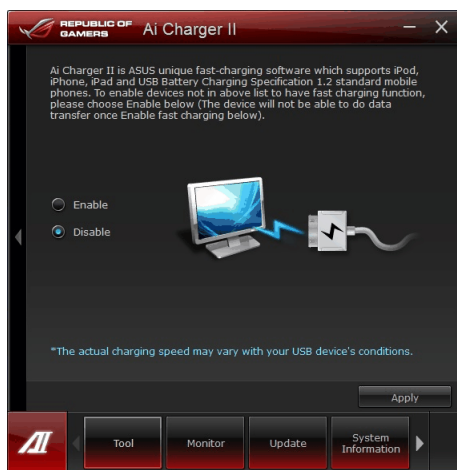 REPUBLIC OF
GAMERS
Ai Charger II
Ai Charger II is ASUS unique fast-charging software which supports iPod,
iPhone, iPad and USB Battery Charging Specification 1.2 standard mobile
phones. To enable devices not in above list to have fast charging function,
please choose Enable below (The device will not be able to do data
transfer once Enable fast charging below).
Enable
Disable
*The actual charging speed may vary with your USB device's conditions.
Apply
AI
Tool
Monitor
Update
System
Information